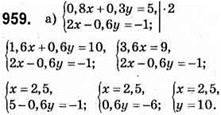 959. а) {0,8x + 0,3y = 5, | · 2
{2x − 0,6y = −1; |
{1,6x + 0,6y = 10, {3,6x = 9,
{2x − 0,6y = −1; {2x − 0,6y = −1;
{x = 2,5, {x = 2,5, {x = 2,5,
{5 − 0,6y = −1; {0,6y = −6; {y = 10.